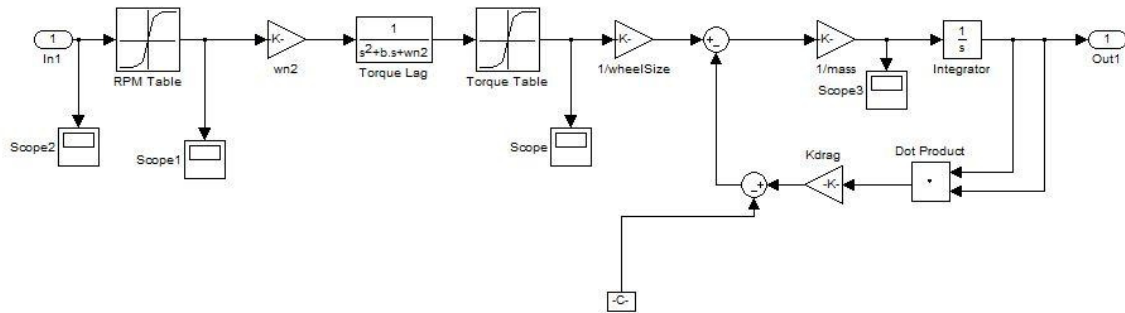 1
In1
RPM Table
Scope2
Scope1
K-
wn2
1
s²+b.s+wn2
Torque Lag
Torque Table
Scope
K-
1/wheelSize
+
−
K-
1/mass
Scope3
1
s
Integrator
1
Out1
Kdrag
-K-
Dot Product
−+
-C-